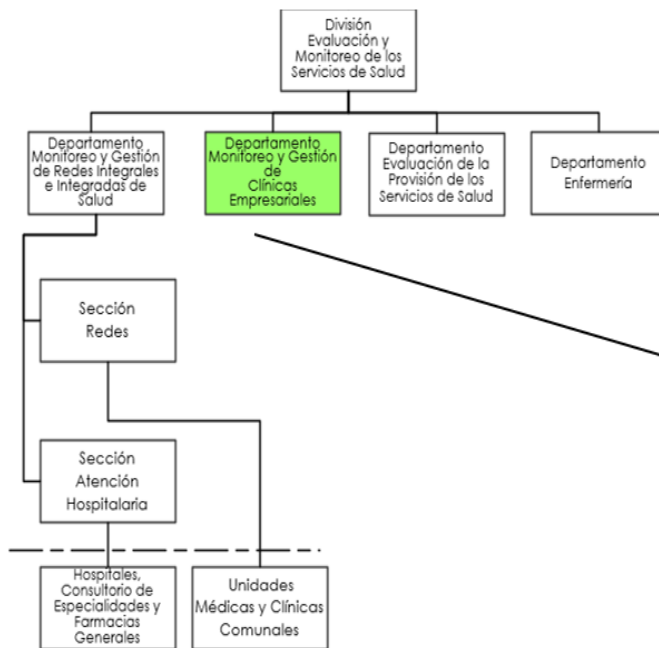 División
Evaluación y
Monitoreo de los
Servicios de Salud
Departamento
Monitoreo y Gestión
de Redes Integrales
e Integradas de
Salud
Departamento
Monitoreo y Gestión
de
Clínicas
Empresariales
Departamento
Evaluación de la
Provisión de los
Servicios de Salud
Departamento
Enfermería
Sección
Redes
Sección
Atención
Hospitalaria
Hospitales,
Consultorio de
Especialidades y
Farmacias
Generales
Unidades
Médicas y Clínicas
Comunales